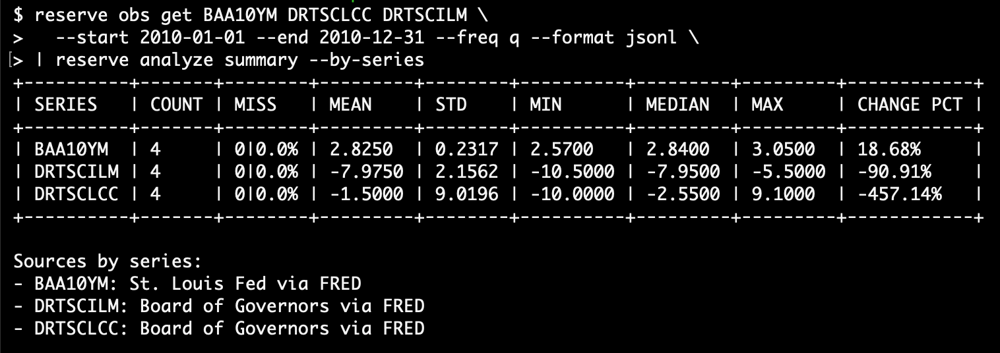 $ reserve obs get BAA10YM DRTSCLCC DRTSCILM \
>   --start 2010-01-01 --end 2010-12-31 --freq q --format jsonl \
[> | reserve analyze summary --by-series
+----------+-------+--------+---------+--------+----------+---------+---------+------------+
| SERIES   | COUNT | MISS   | MEAN    | STD    | MIN      | MEDIAN  | MAX     | CHANGE PCT |
+----------+-------+--------+---------+--------+----------+---------+---------+------------+
| BAA10YM  | 4     | 0|0.0% | 2.8250  | 0.2317 | 2.5700   | 2.8400  | 3.0500  | 18.68%     |
| DRTSCILM | 4     | 0|0.0% | -7.9750 | 2.1562 | -10.5000 | -7.9500 | -5.5000 | -90.91%    |
| DRTSCLCC | 4     | 0|0.0% | -1.5000 | 9.0196 | -10.0000 | -2.5500 | 9.1000  | -457.14%   |
+----------+-------+--------+---------+--------+----------+---------+---------+------------+
Sources by series:
- BAA10YM: St. Louis Fed via FRED
- DRTSCILM: Board of Governors via FRED
- DRTSCLCC: Board of Governors via FRED